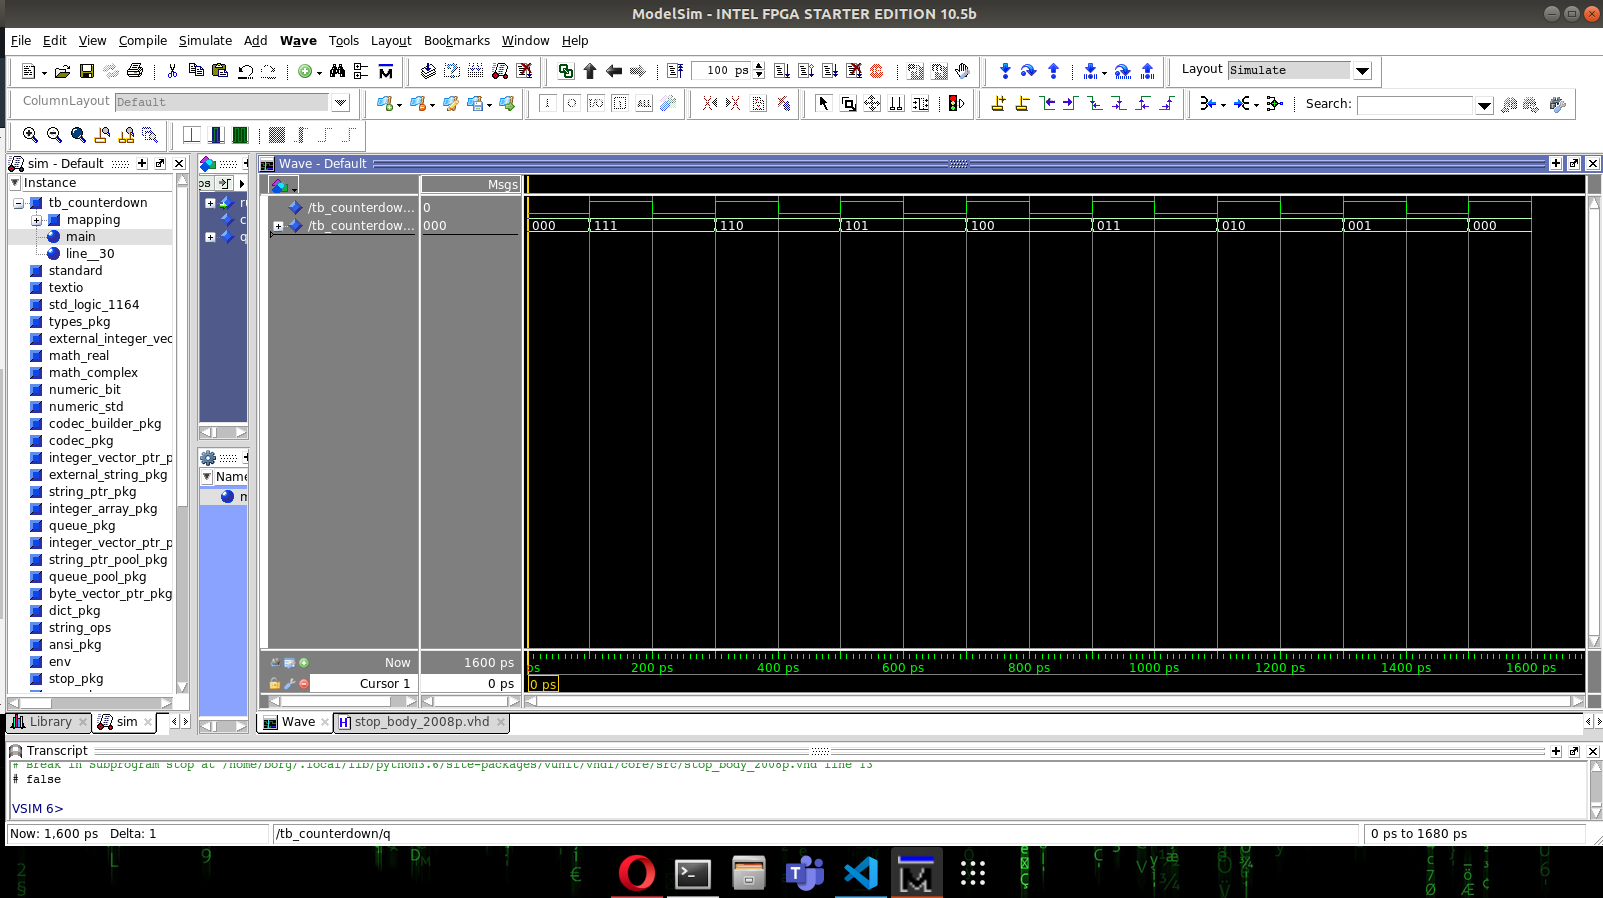 ModelSim - INTEL FPGA STARTER EDITION 10.5b
File Edit View Compile Simulate Add Wave Tools Layout Bookmarks Window Help
100 ps
Layout Simulate
ColumnLayout Default
Search:
sim - Default
Wave - Default
Instance
Msgs
tb_counterdown
mapping
main
line__30
standard
textio
std_logic_1164
types_pkg
external_integer_vec
math_real
math_complex
numeric_bit
numeric_std
codec_builder_pkg
codec_pkg
integer_vector_ptr_p
external_string_pkg
string_ptr_pkg
integer_array_pkg
queue_pkg
integer_vector_ptr_p
string_ptr_pool_pkg
queue_pool_pkg
byte_vector_ptr_pkg
dict_pkg
string_ops
ansi_pkg
env
stop_pkg
Name
/tb_counterdow... 0
/tb_counterdow... 000
000 111 110 101 100 011 010 001 000
Now 1600 ps
ps 200 ps 400 ps 600 ps 800 ps 1000 ps 1200 ps 1400 ps 1600 ps
Cursor 1 0 ps
0 ps
Library sim
Wave stop_body_2008p.vhd
Transcript
# Break in Subprogram stop at /home/borg/.local/lib/python3.6/site-packages/vunit/vhdl/core/src/stop_body_2008p.vhd line 13
# false
VSIM 6>
Now: 1,600 ps Delta: 1
/tb_counterdown/q
0 ps to 1680 ps